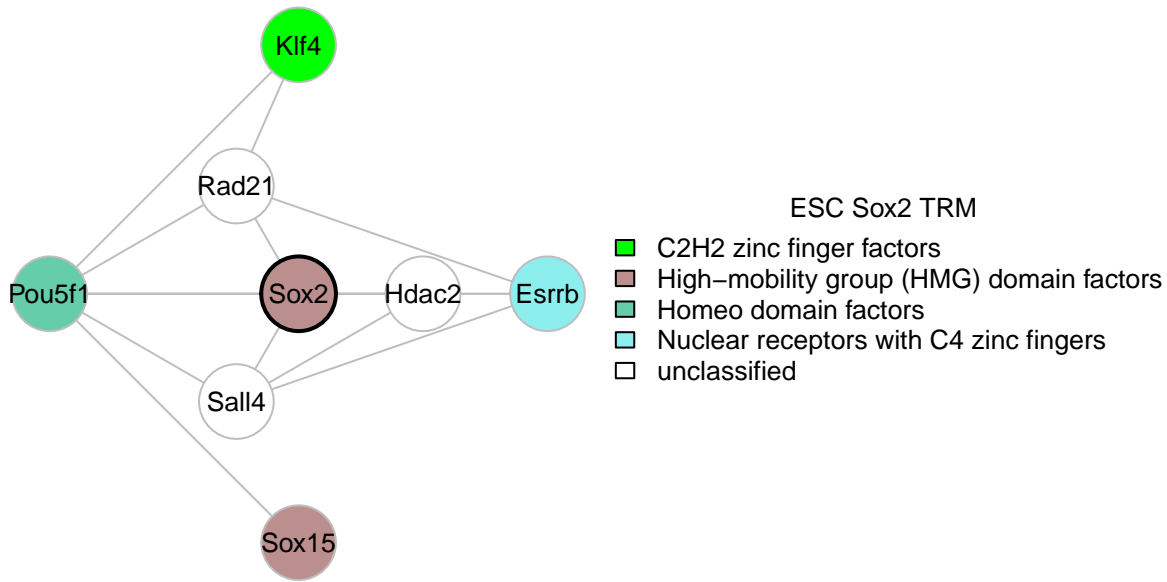 Klf4
Rad21
Pou5f1
Sox2
Hdac2
Esrrb
Sall4
Sox15
ESC Sox2 TRM
C2H2 zinc finger factors
High−mobility group (HMG) domain factors
Homeo domain factors
Nuclear receptors with C4 zinc fingers
unclassified